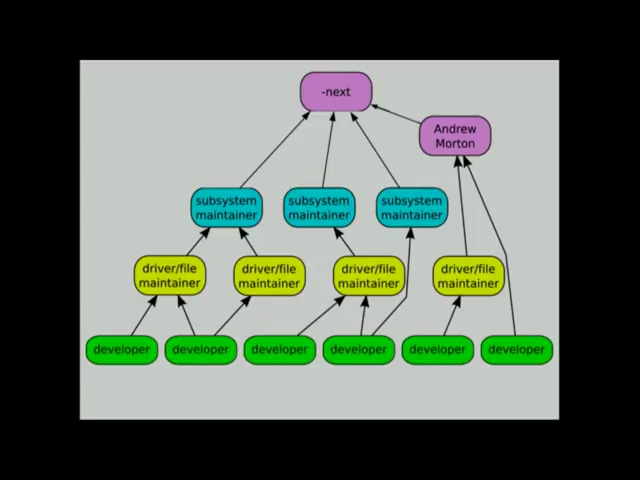 -next
Andrew
Morton
subsystem
maintainer
subsystem
maintainer
subsystem
maintainer
driver/file
maintainer
driver/file
maintainer
driver/file
maintainer
driver/file
maintainer
developer
developer
developer
developer
developer
developer